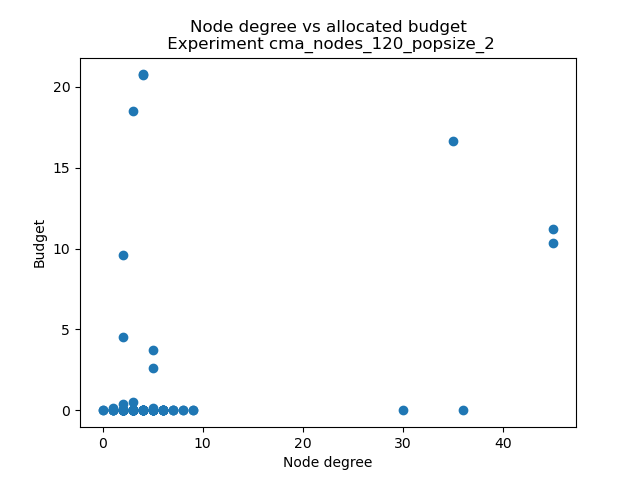 Node degree vs allocated budget
Experiment cma_nodes_120_popsize_2
20
15
10
5
0
Budget
0 10 20 30 40
Node degree